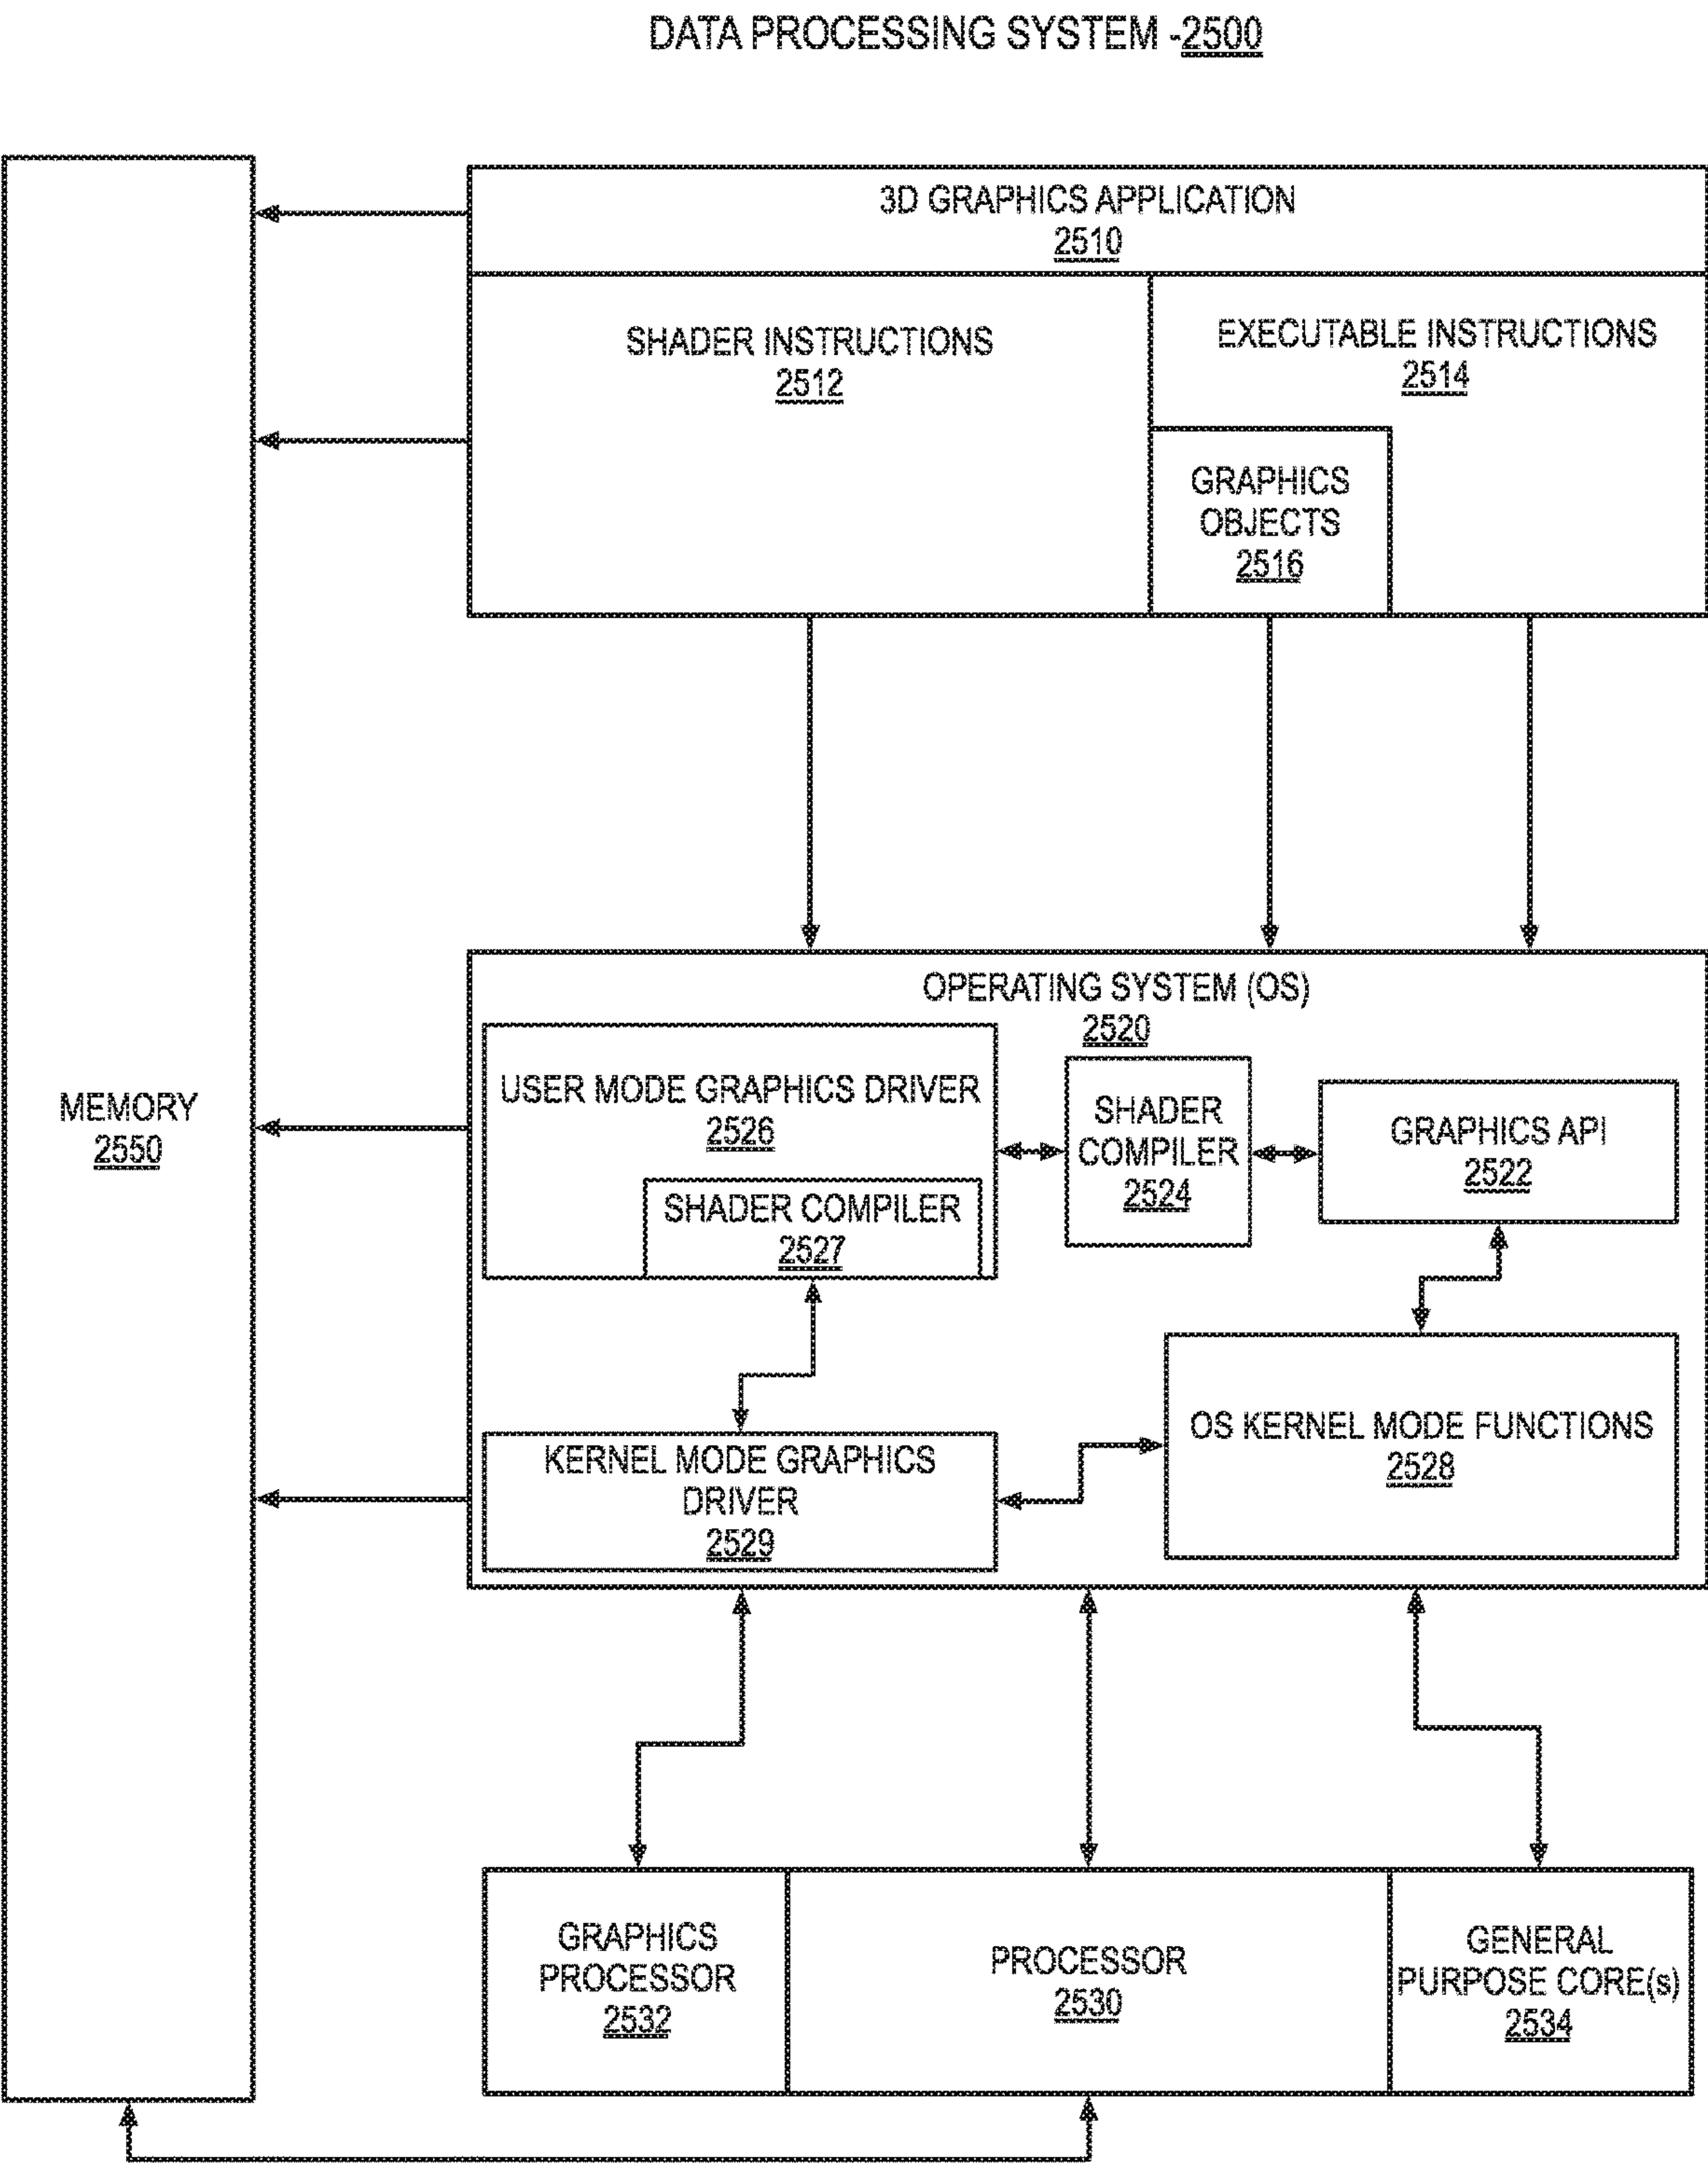 DATA PROCESSING SYSTEM -2500
3D GRAPHICS APPLICATION
2510
SHADER INSTRUCTIONS
2512
EXECUTABLE INSTRUCTIONS
2514
GRAPHICS
OBJECTS
2516
MEMORY
2550
OPERATING SYSTEM (OS)
2520
USER MODE GRAPHICS DRIVER
2526
SHADER COMPILER
2527
SHADER
COMPILER
2524
GRAPHICS API
2522
KERNEL MODE GRAPHICS
DRIVER
2529
OS KERNEL MODE FUNCTIONS
2528
GRAPHICS
PROCESSOR
2532
PROCESSOR
2530
GENERAL
PURPOSE CORE(s)
2534